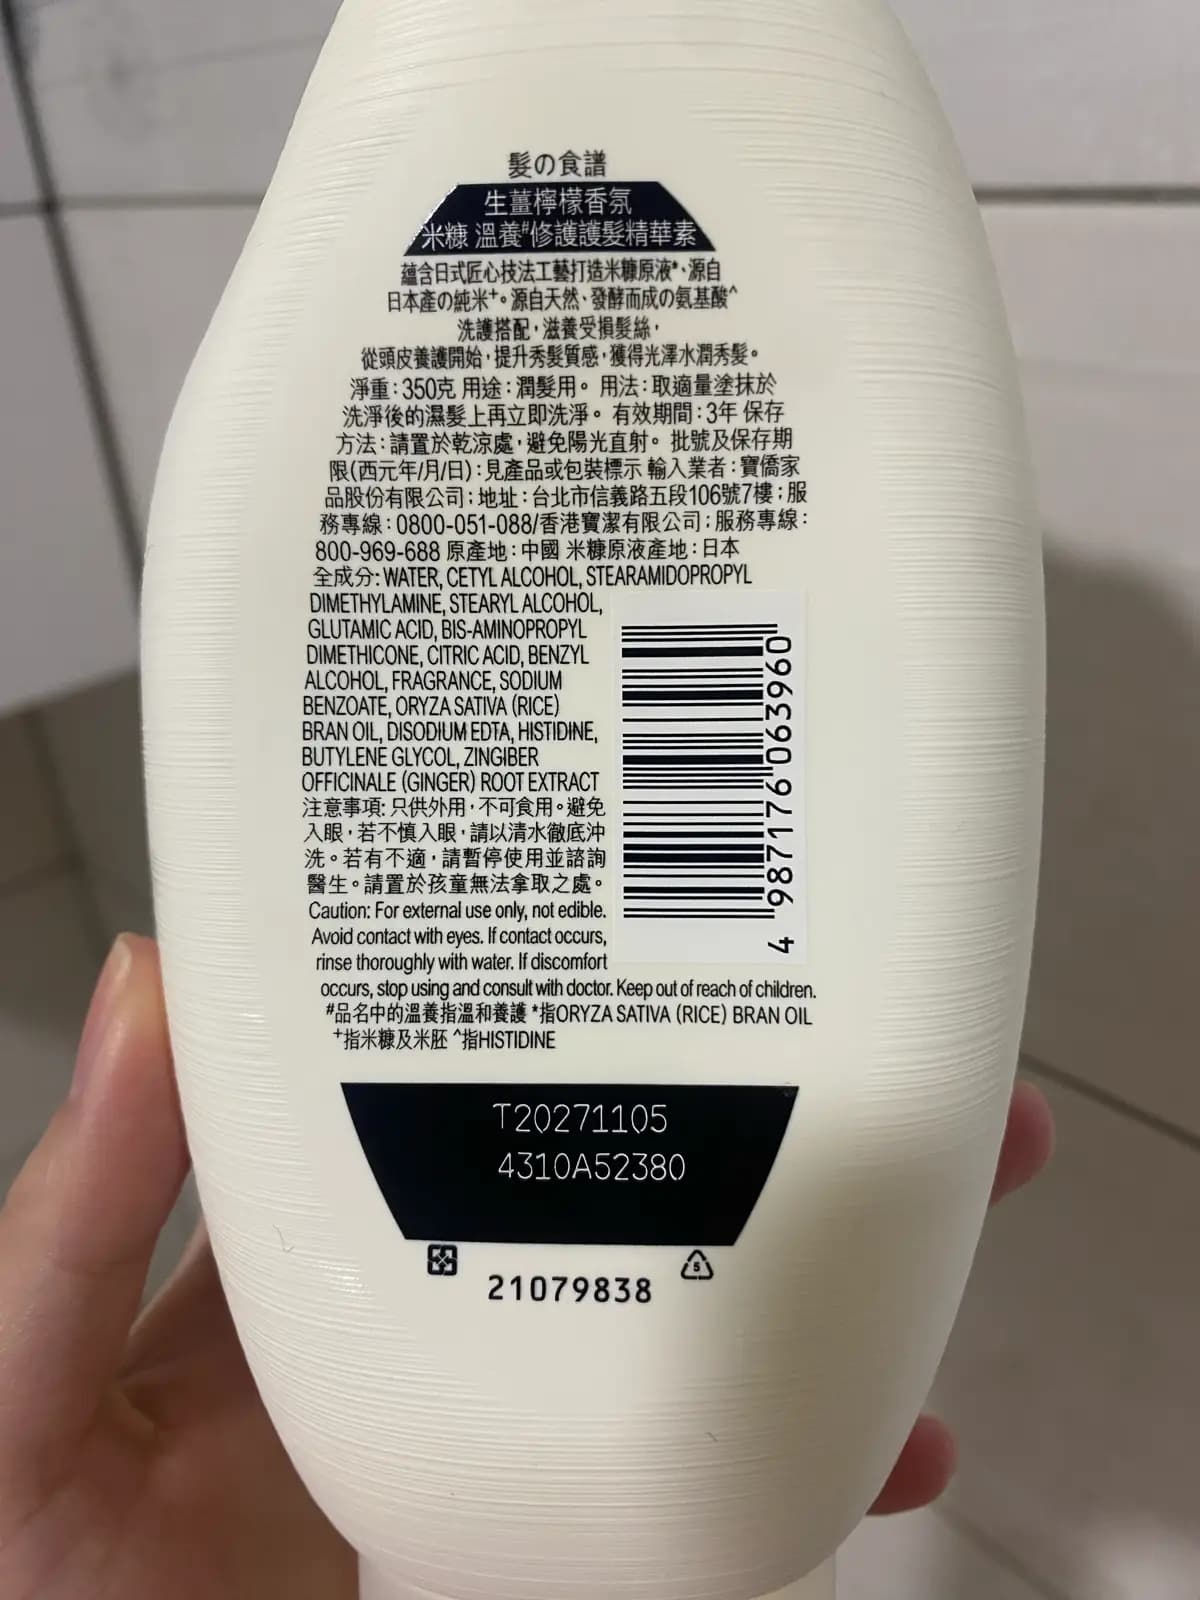 髮の食譜
生薑檸檬香氛
米糠 溫養#修護護髮精華素
蘊含日式匠心技法工藝打造米糠原液*，源自
日本產の純米+。源自天然、發酵而成の氨基酸^
洗護搭配，滋養受損髮絲，
從頭皮養護開始，提升秀髮質感，獲得光澤水潤秀髮。
淨重：350克 用途：潤髮用。 用法：取適量塗抹於
洗淨後的濕髮上再立即洗淨。 有效期間：3年 保存
方法：請置於乾涼處，避免陽光直射。 批號及保存期
限(西元年/月/日)：見產品或包裝標示 輸入業者：寶僑家
品股份有限公司；地址：台北市信義路五段106號7樓；服
務專線：0800-051-088/香港寶潔有限公司；服務專線：
800-969-688 原產地：中國 米糠原液產地：日本
全成分: WATER, CETYL ALCOHOL, STEARAMIDOPROPYL
DIMETHYLAMINE, STEARYL ALCOHOL,
GLUTAMIC ACID, BIS-AMINOPROPYL
DIMETHICONE, CITRIC ACID, BENZYL
ALCOHOL, FRAGRANCE, SODIUM
BENZOATE, ORYZA SATIVA (RICE)
BRAN OIL, DISODIUM EDTA, HISTIDINE,
BUTYLENE GLYCOL, ZINGIBER
OFFICINALE (GINGER) ROOT EXTRACT
注意事項: 只供外用，不可食用。避免
入眼，若不慎入眼，請以清水徹底沖
洗。若有不適，請暫停使用並諮詢
醫生。請置於孩童無法拿取之處。
Caution: For external use only, not edible.
Avoid contact with eyes. If contact occurs,
rinse thoroughly with water. If discomfort
occurs, stop using and consult with doctor. Keep out of reach of children.
#品名中的溫養指溫和養護 *指ORYZA SATIVA (RICE) BRAN OIL
+指米糠及米胚 ^指HISTIDINE
4 987176 063960
T20271105
4310A52380
5
21079838